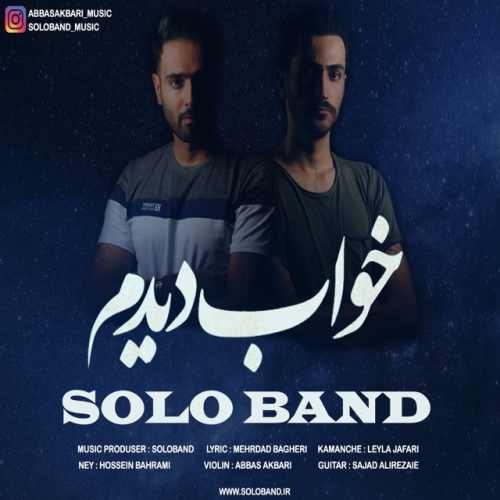 ABBASAKBARI_MUSIC
SOLOBAND_MUSIC
خواب دیدم
SOLO BAND
MUSIC PRODUSER : SOLOBAND LYRIC : MEHRDAD BAGHERI KAMANCHE : LEYLA JAFARI
NEY : HOSSEIN BAHRAMI VIOLIN : ABBAS AKBARI GUITAR : SAJAD ALIREZAIE
WWW.SOLOBAND.IR